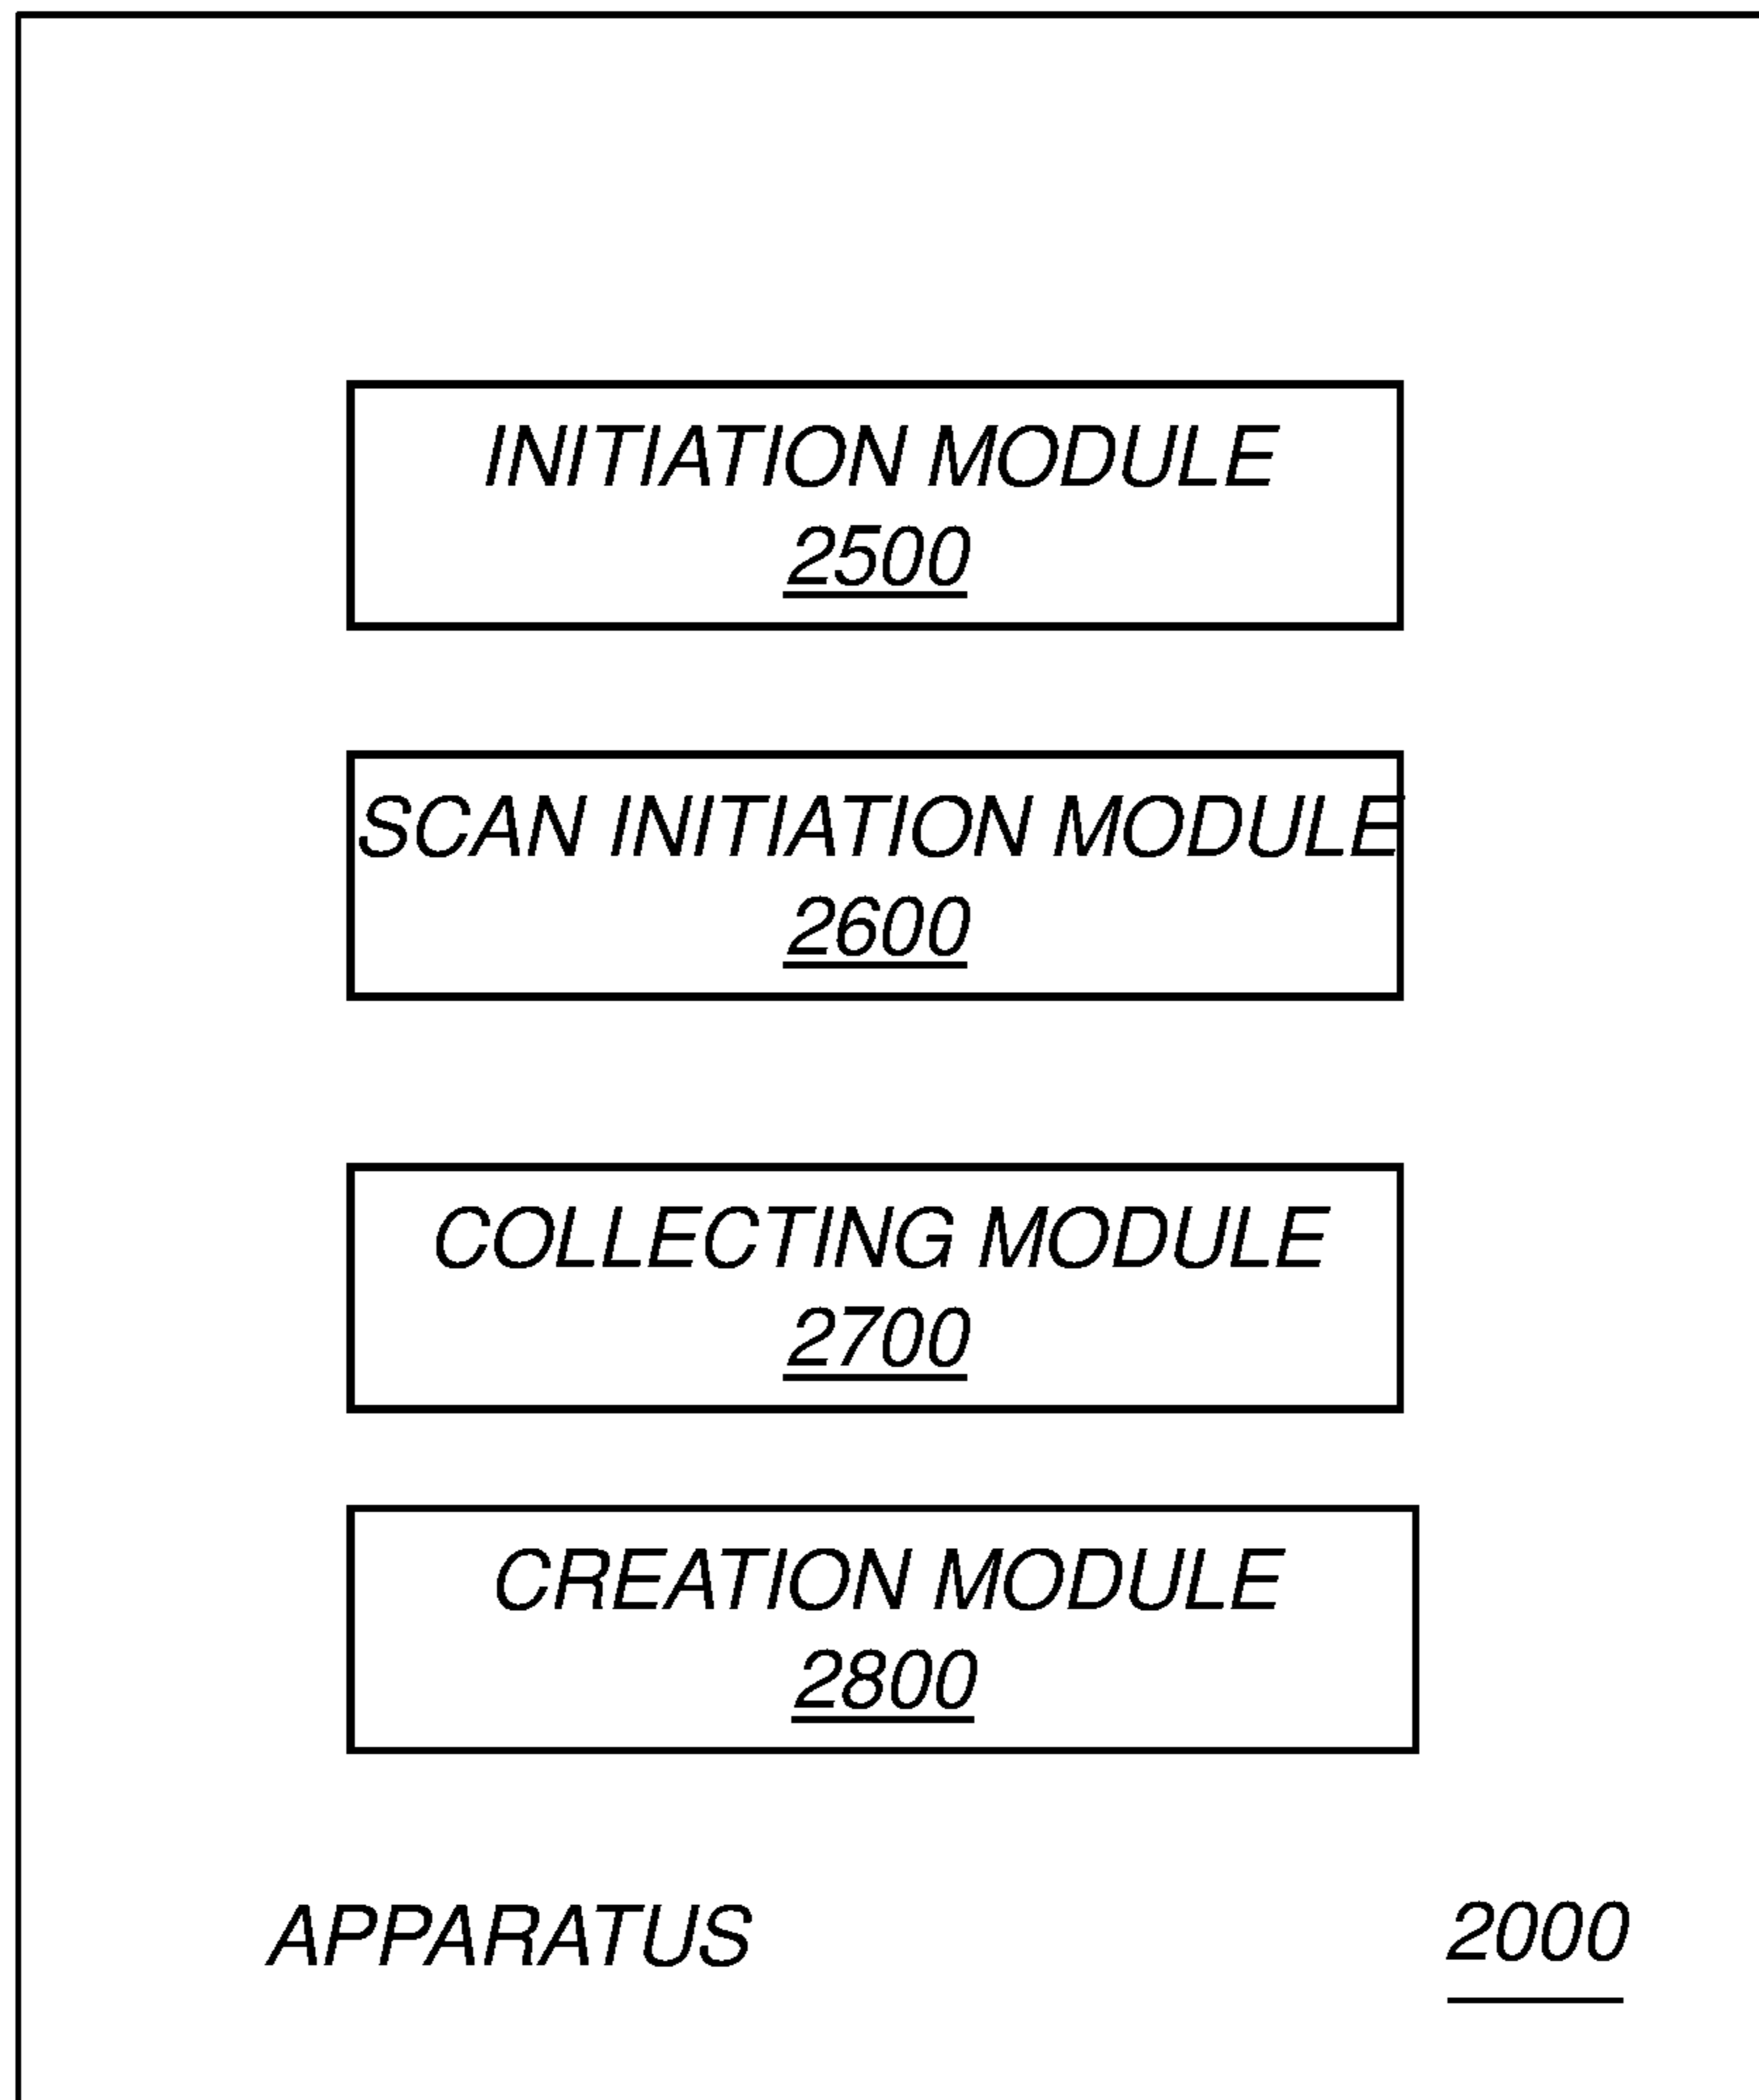 INITIATION MODULE
2500
SCAN INITIATION MODULE
2600
COLLECTING MODULE
2700
CREATION MODULE
2800
APPARATUS 2000